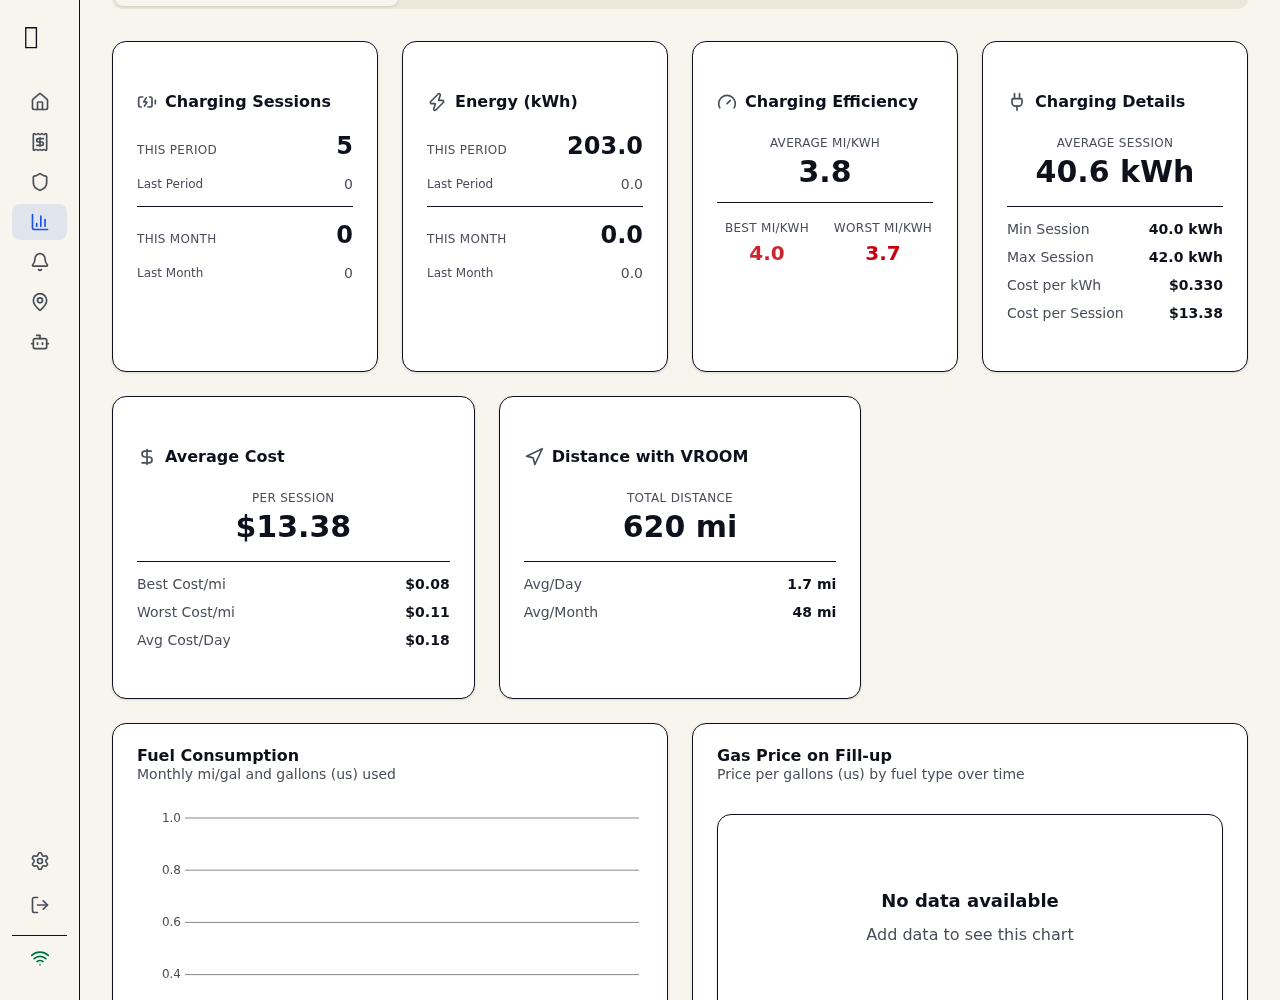 Charging Sessions
THIS PERIOD 5
Last Period 0
THIS MONTH 0
Last Month 0
Energy (kWh)
THIS PERIOD 203.0
Last Period 0.0
THIS MONTH 0.0
Last Month 0.0
Charging Efficiency
AVERAGE MI/KWH
3.8
BEST MI/KWH WORST MI/KWH
4.0 3.7
Charging Details
AVERAGE SESSION
40.6 kWh
Min Session 40.0 kWh
Max Session 42.0 kWh
Cost per kWh $0.330
Cost per Session $13.38
Average Cost
PER SESSION
$13.38
Best Cost/mi $0.08
Worst Cost/mi $0.11
Avg Cost/Day $0.18
Distance with VROOM
TOTAL DISTANCE
620 mi
Avg/Day 1.7 mi
Avg/Month 48 mi
Fuel Consumption
Monthly mi/gal and gallons (us) used
1.0
0.8
0.6
0.4
Gas Price on Fill-up
Price per gallons (us) by fuel type over time
No data available
Add data to see this chart